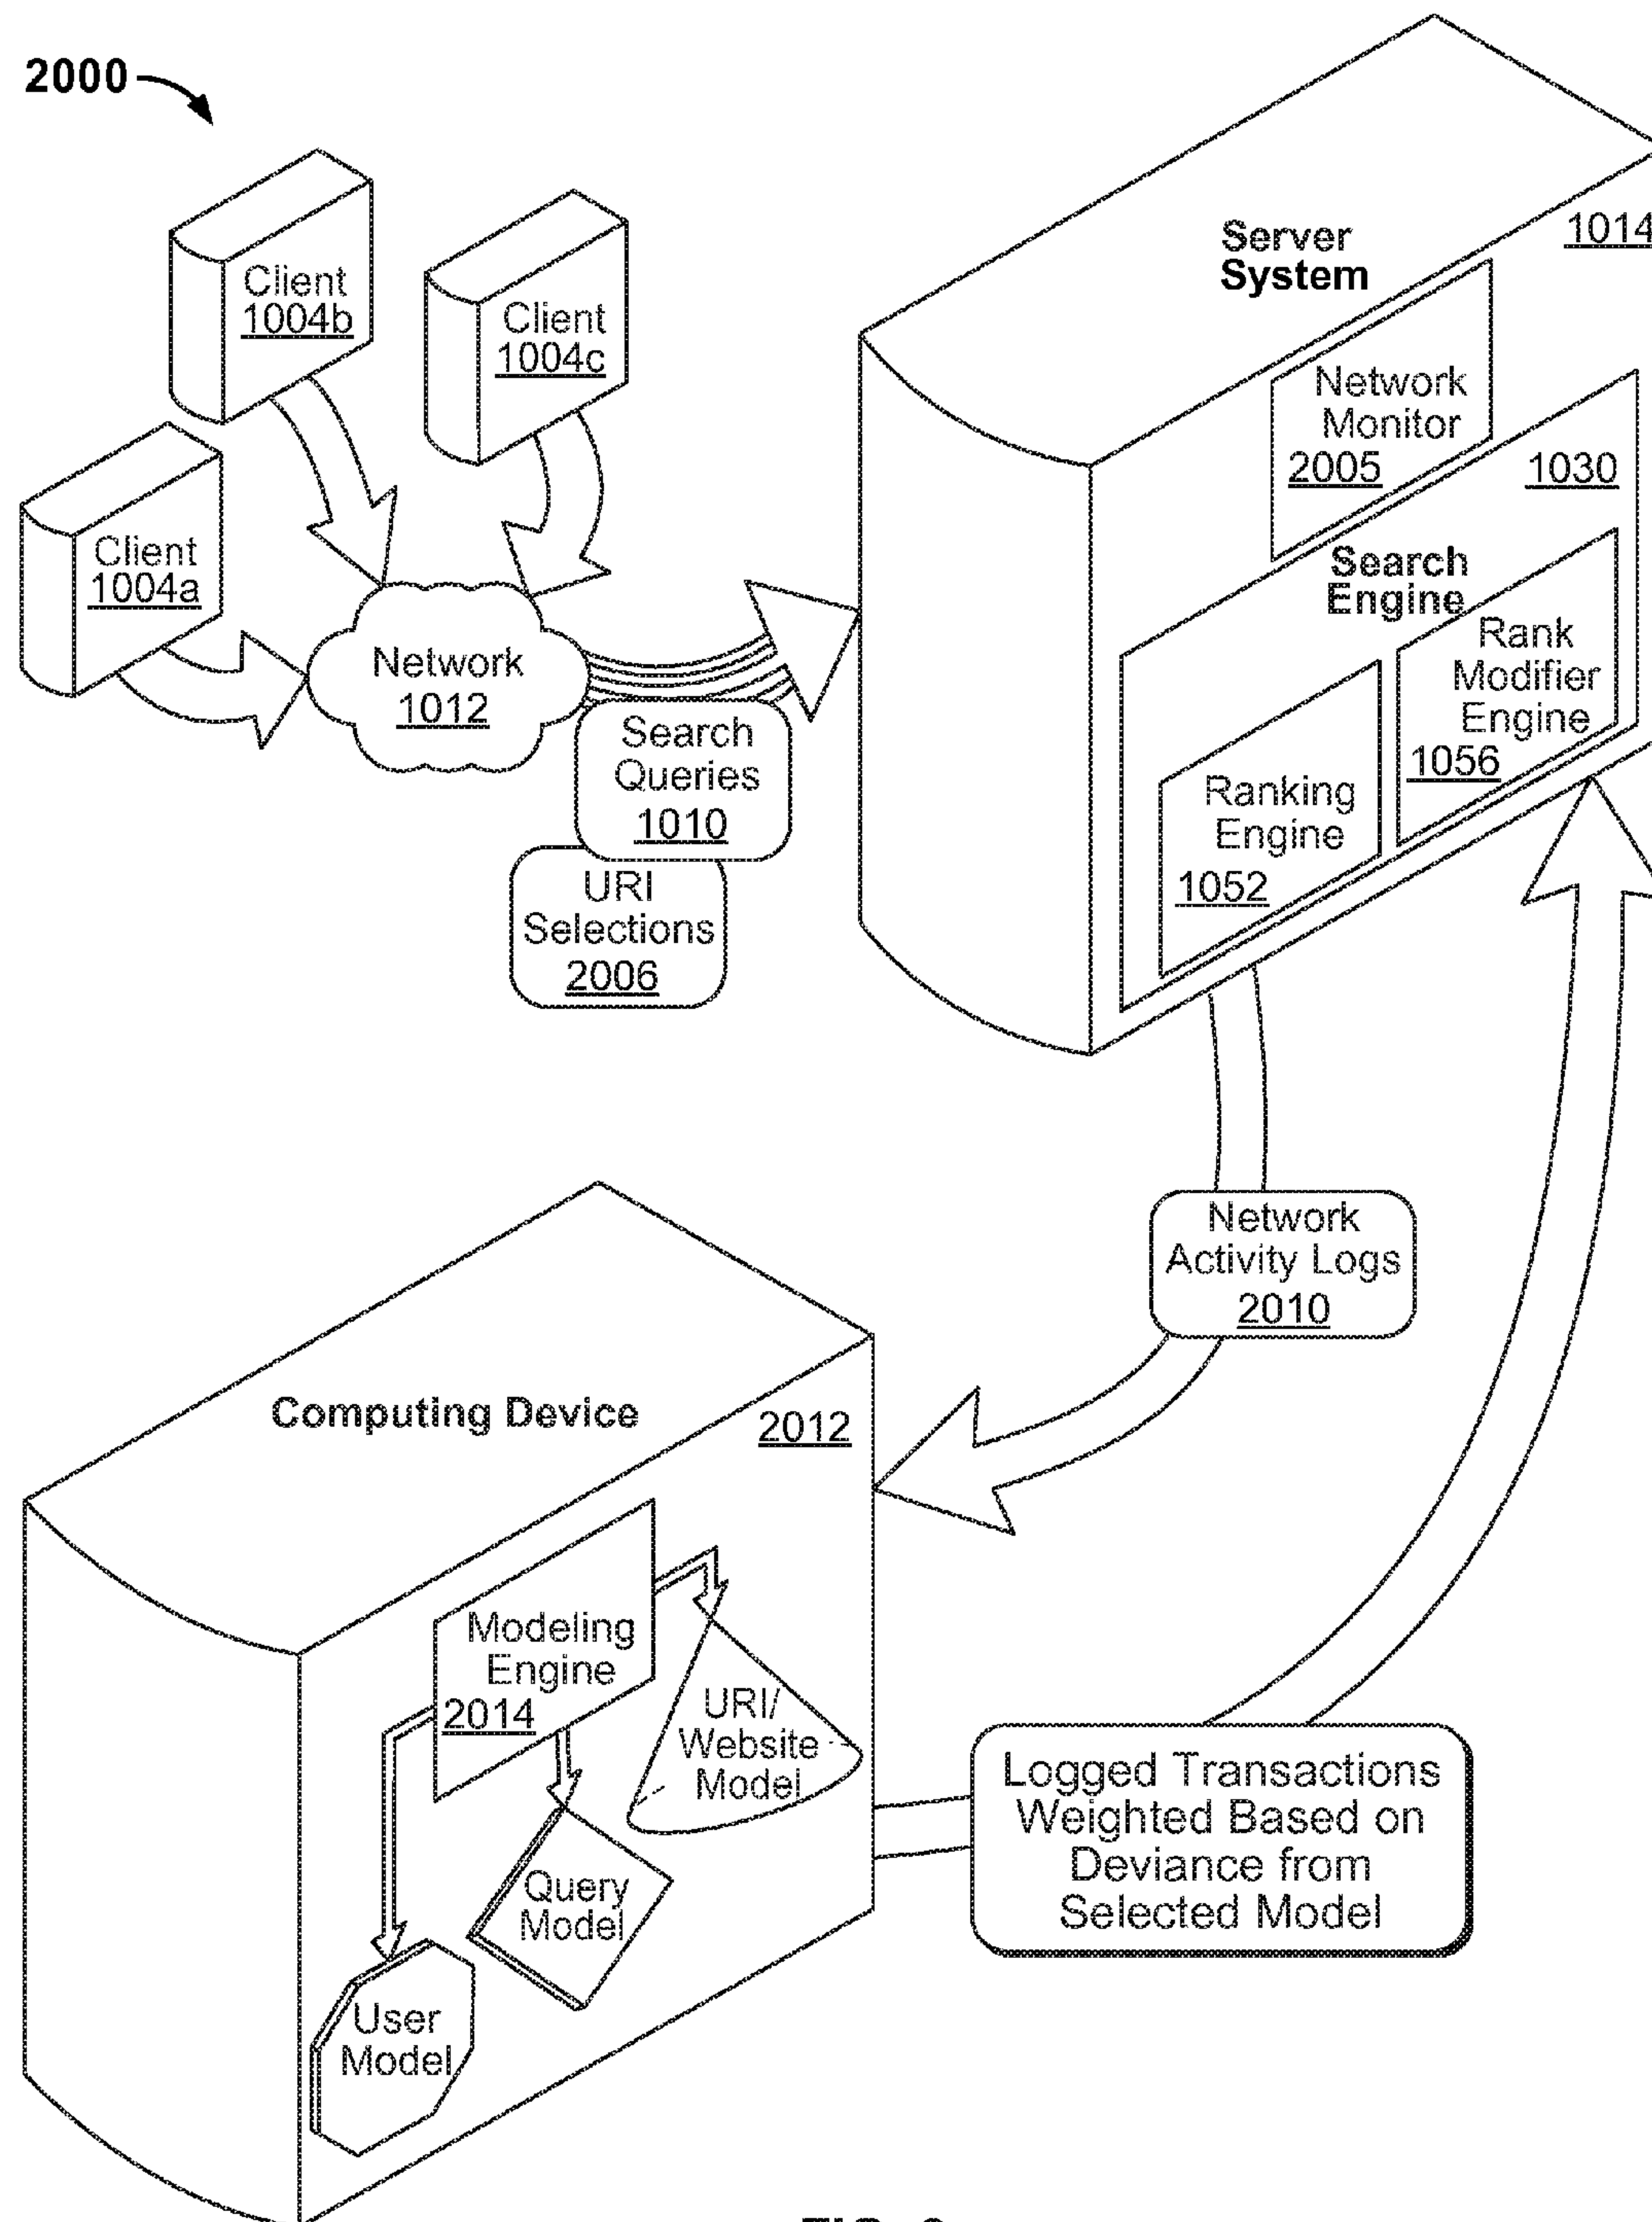 2000
Client
1004b
Client
1004c
Client
1004a
Network
1012
Search
Queries
1010
URI
Selections
2006
Server
System
1014
Network
Monitor
2005
1030
Search
Engine
Rank
Modifier
Engine
1056
Ranking
Engine
1052
Network
Activity Logs
2010
Computing Device
2012
Modeling
Engine
2014
URI/
Website
Model
Query
Model
User
Model
Logged Transactions
Weighted Based on
Deviance from
Selected Model